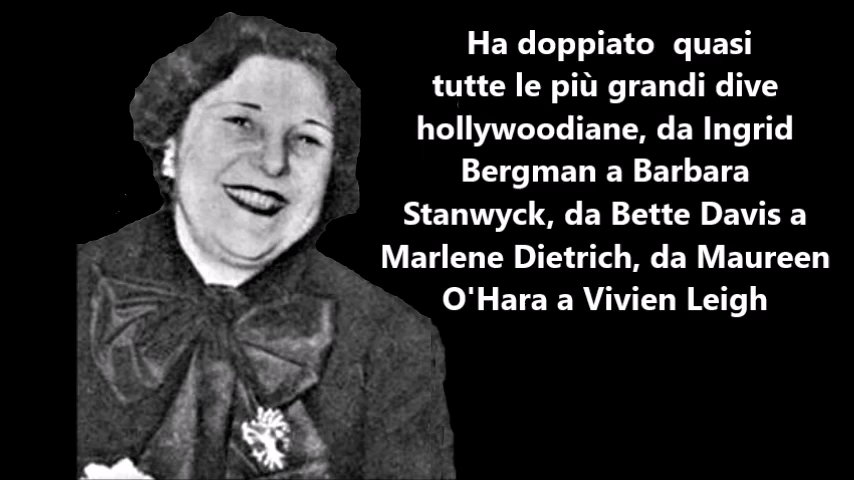 Ha doppiato quasi
tutte le più grandi dive
hollywoodiane, da Ingrid
Bergman a Barbara
Stanwyck, da Bette Davis a
Marlene Dietrich, da Maureen
O'Hara a Vivien Leigh